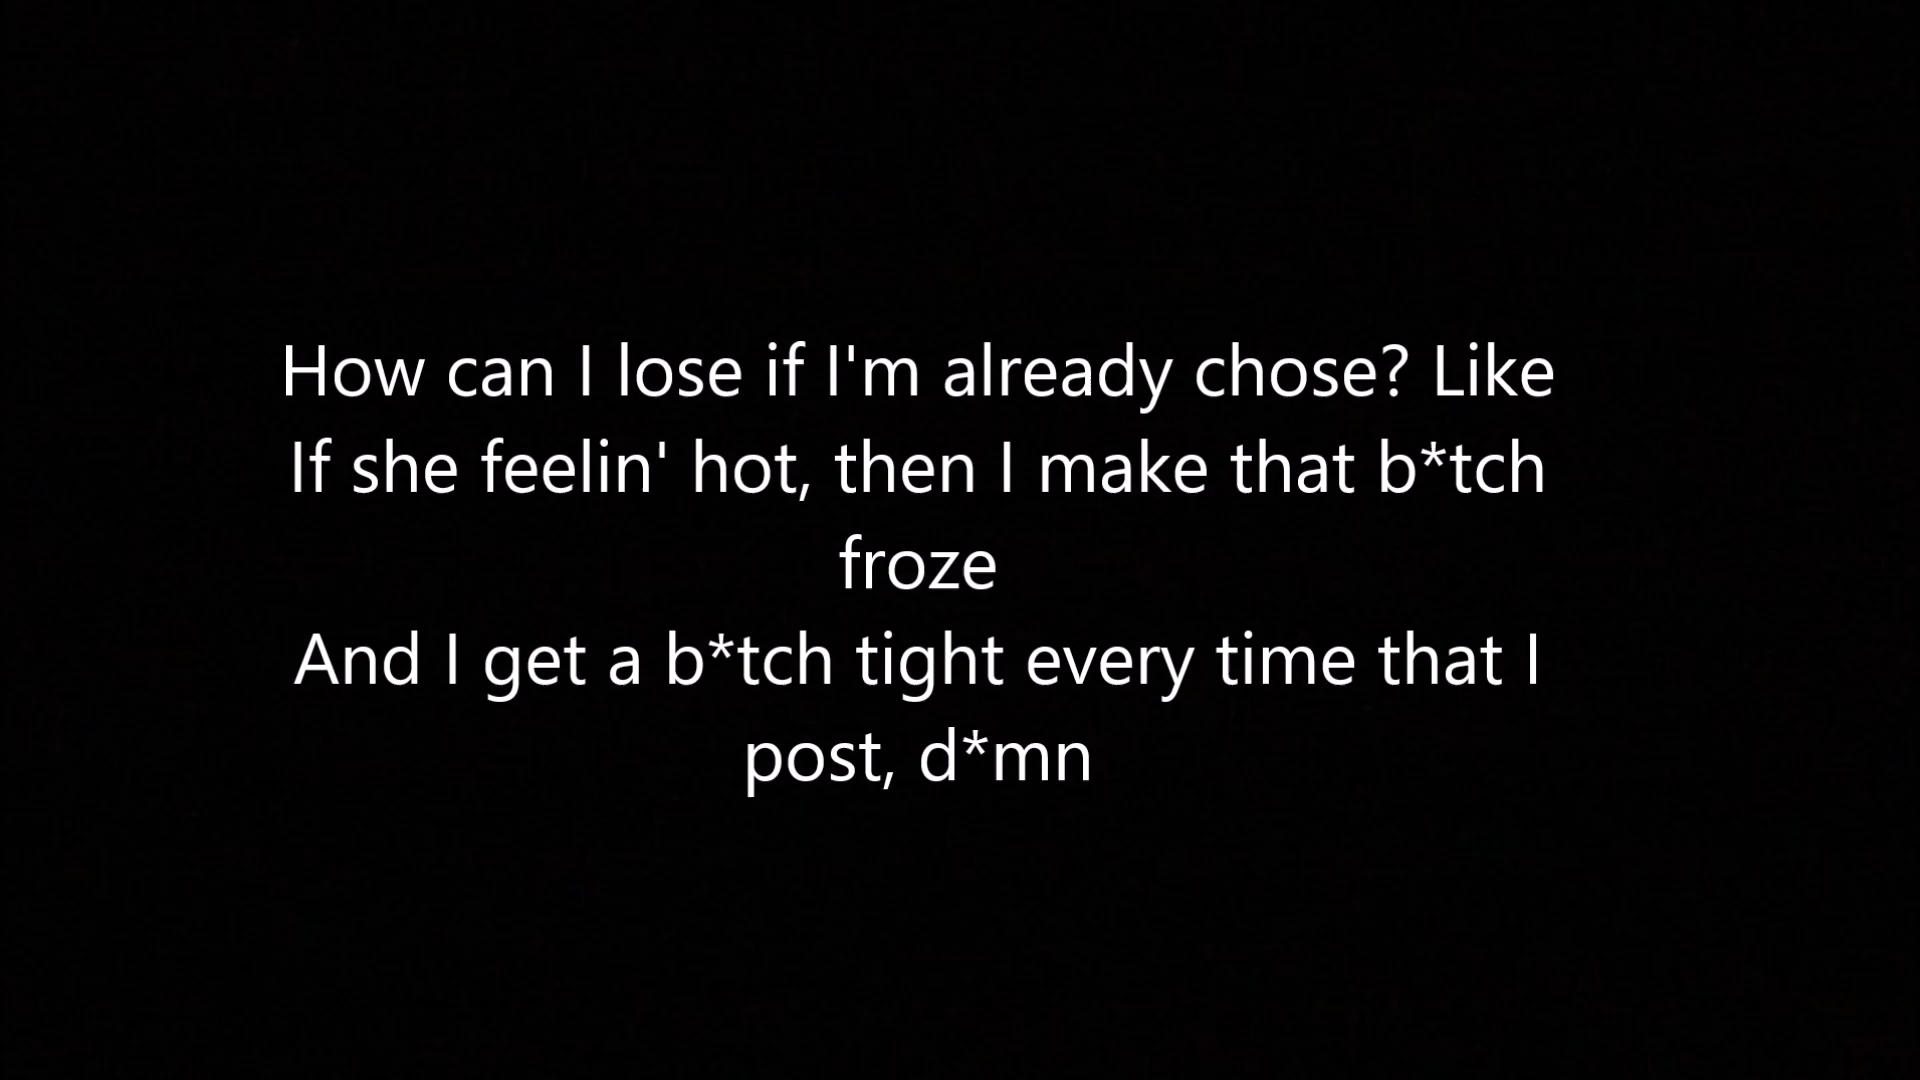 How can I lose if I'm already chose? Like
If she feelin' hot, then I make that b*tch
froze
And I get a b*tch tight every time that I
post, d*mn